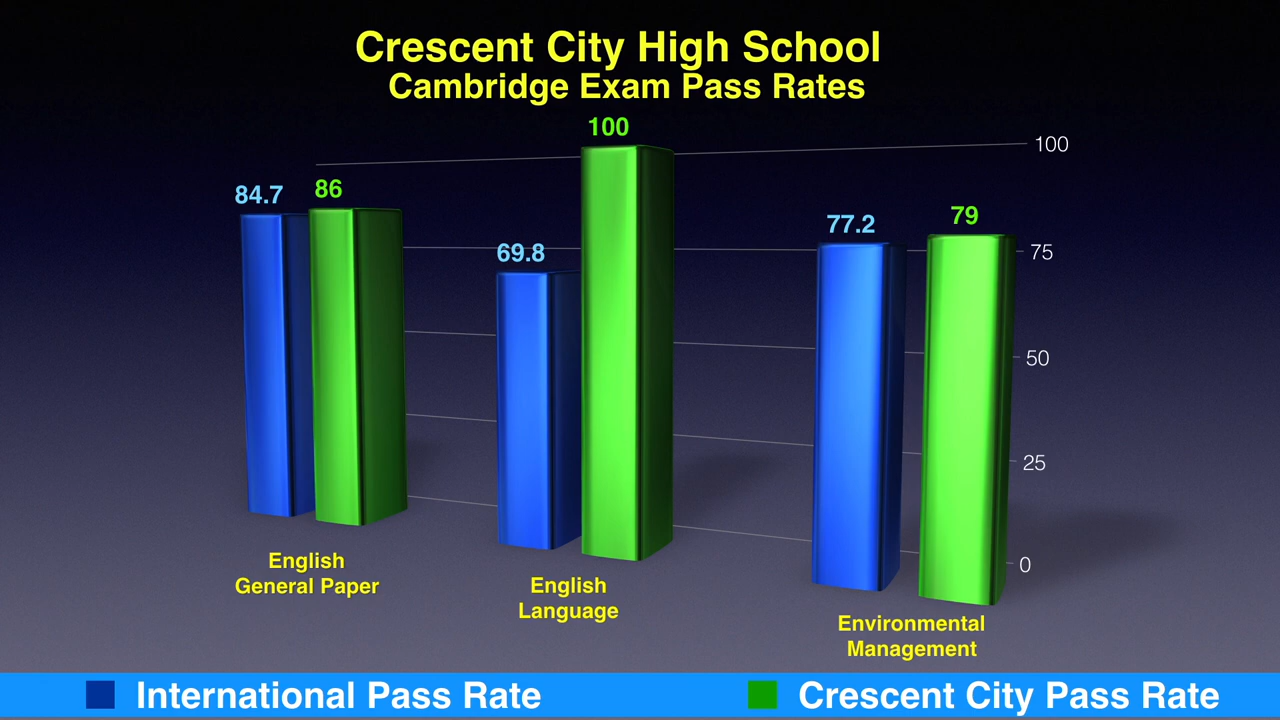 Crescent City High School
Cambridge Exam Pass Rates
100
84.7
86
69.8
77.2
79
100
75
50
25
0
English
General Paper
English
Language
Environmental
Management
International Pass Rate
Crescent City Pass Rate